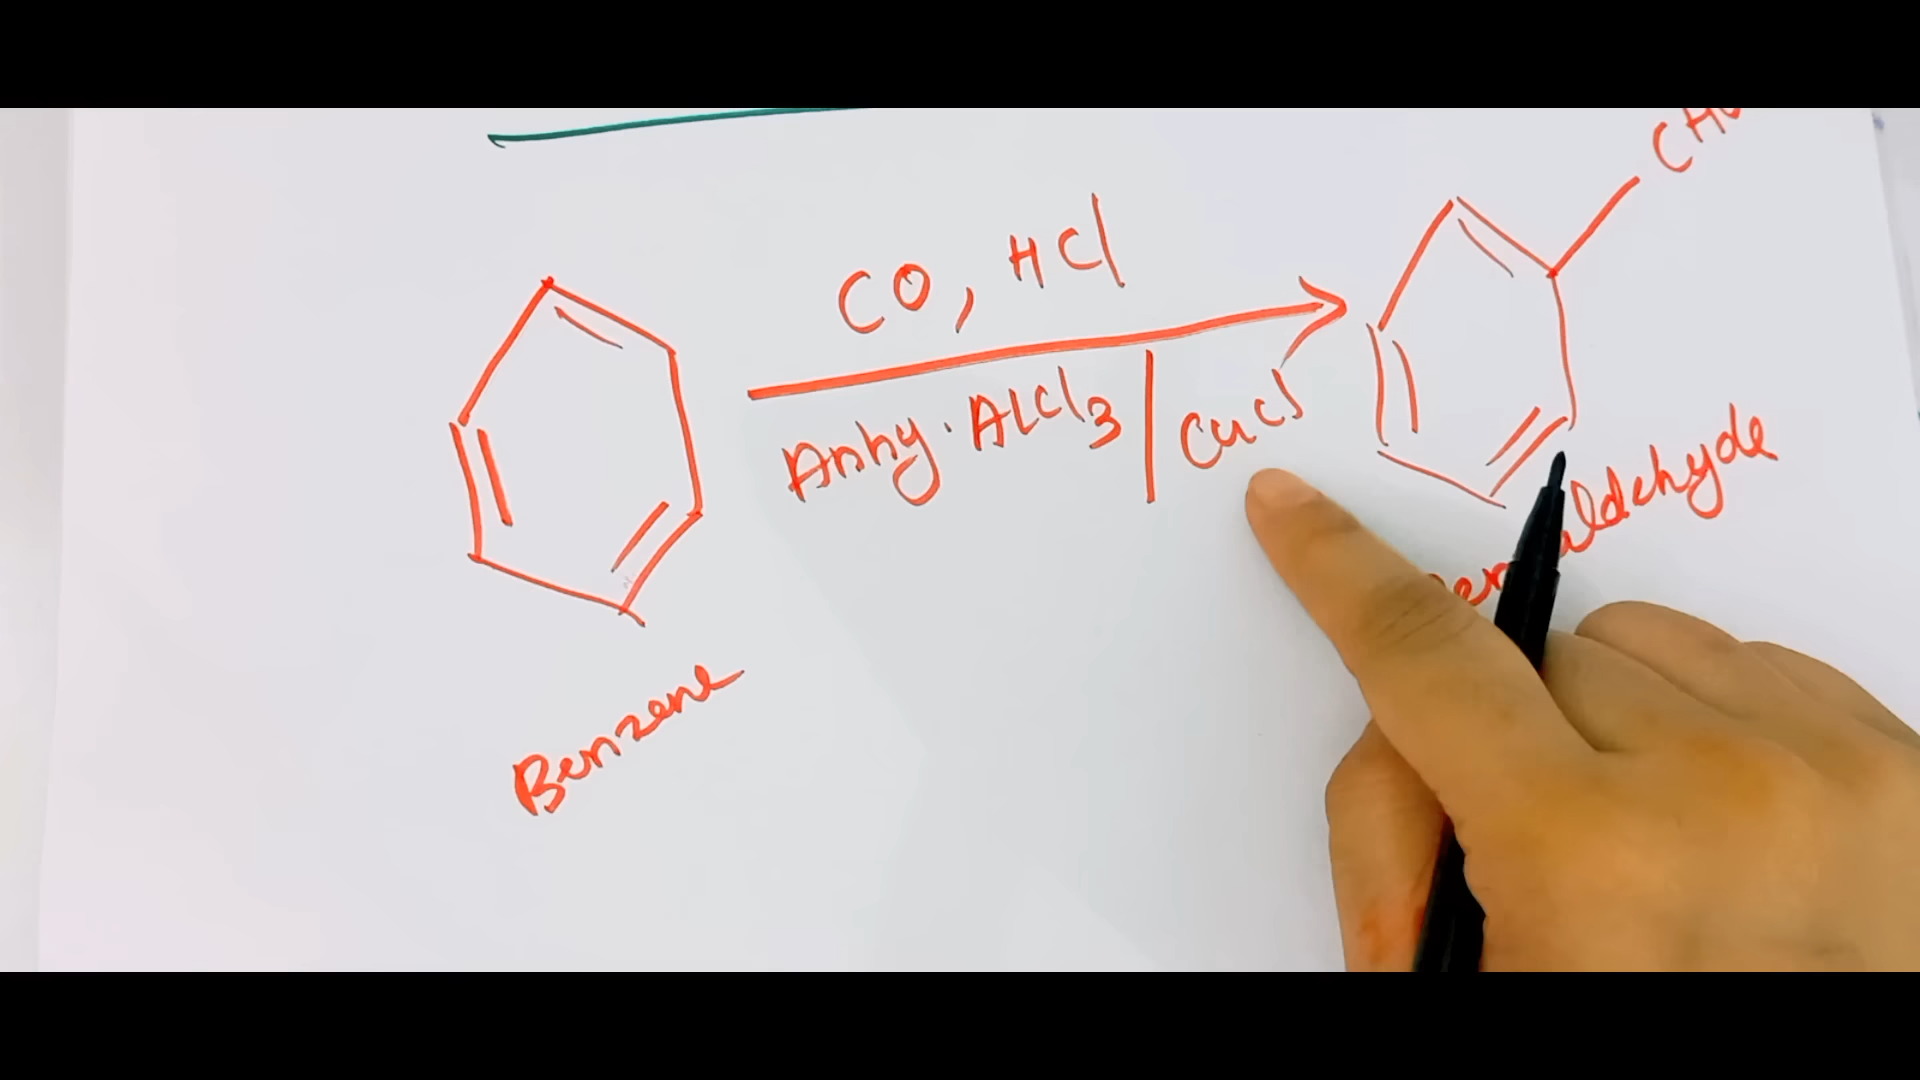 CO, HCl
Anhy. AlCl3 | CuCl
Benzene